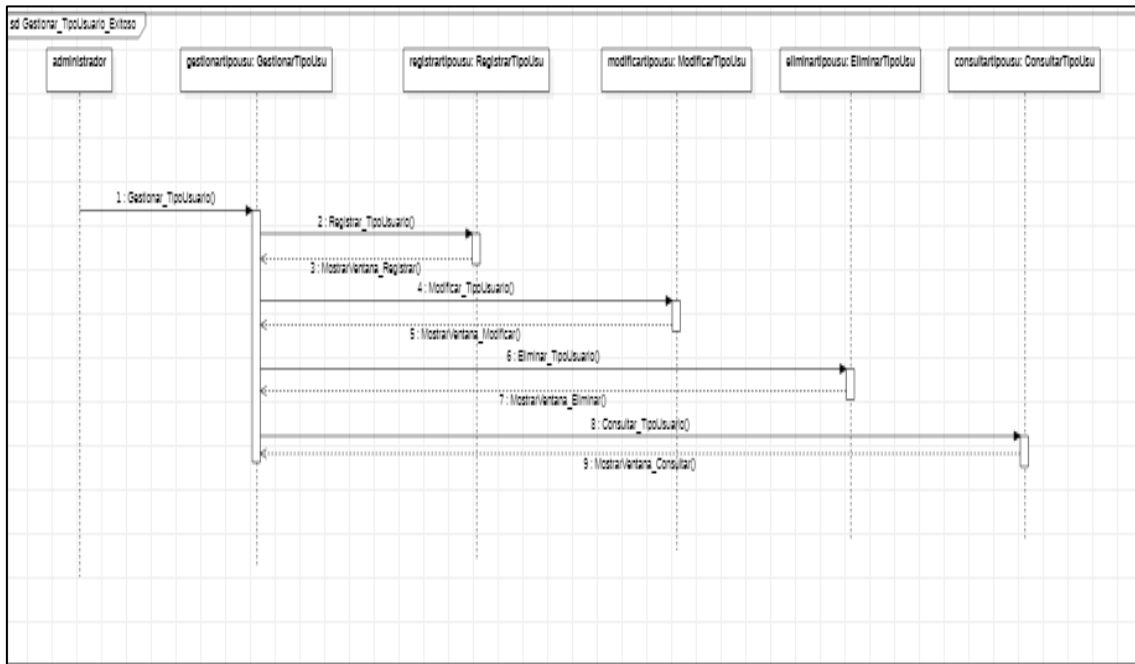 sd Gestionar_TipoUsuario_Exitoso
administrador
gestionartipousu: GestionarTipoUsu
registrartipousu: RegistrarTipoUsu
modificartipousu: ModificarTipoUsu
eliminartipousu: EliminarTipoUsu
consultartipousu: ConsultarTipoUsu
1 : Gestionar_TipoUsuario()
2 : Registrar_TipoUsuario()
3 : MostrarVentana_Registrar()
4 : Modificar_TipoUsuario()
5 : MostrarVentana_Modificar()
6 : Eliminar_TipoUsuario()
7 : MostrarVentana_Eliminar()
8 : Consultar_TipoUsuario()
9 : MostrarVentana_Consultar()